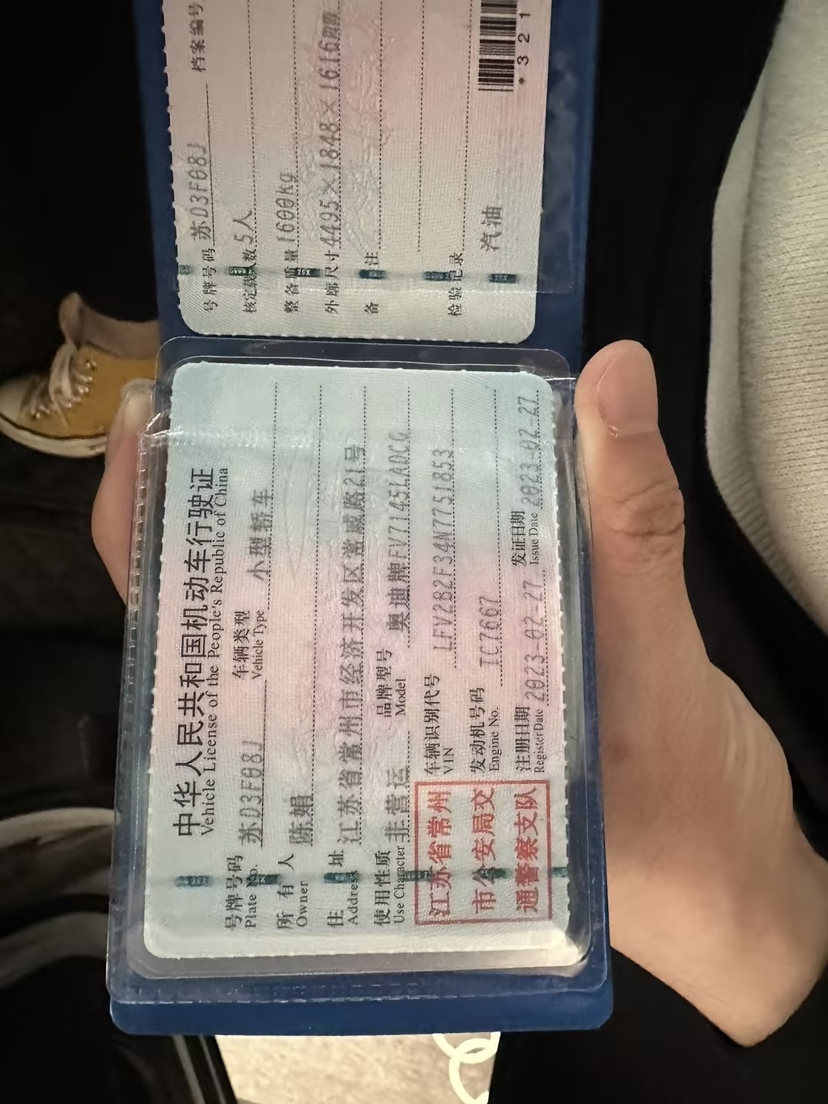 中华人民共和国机动车行驶证
Vehicle License of the People's Republic of China
号牌号码 苏D3F08J 车辆类型 小型轿车
Plate No. Vehicle Type
所有人 陈娟
Owner
住址 江苏省常州市经济开发区潞城路21号
Address
使用性质 非营运 品牌型号 奥迪牌FV7145LADCG
Use Character Model
江苏省常州
市公安局交
通警察支队
车辆识别代号 LFV2B2F34N7751853
VIN
发动机号码 TC7667
Engine No.
注册日期 2023-02-27 发证日期 2023-02-27
Register Date Issue Date
号牌号码 苏D3F08J 档案编号
核定载人数 5人
整备质量 1600kg
外廓尺寸 4495×1848×1616
备注
检验记录
汽油
*321